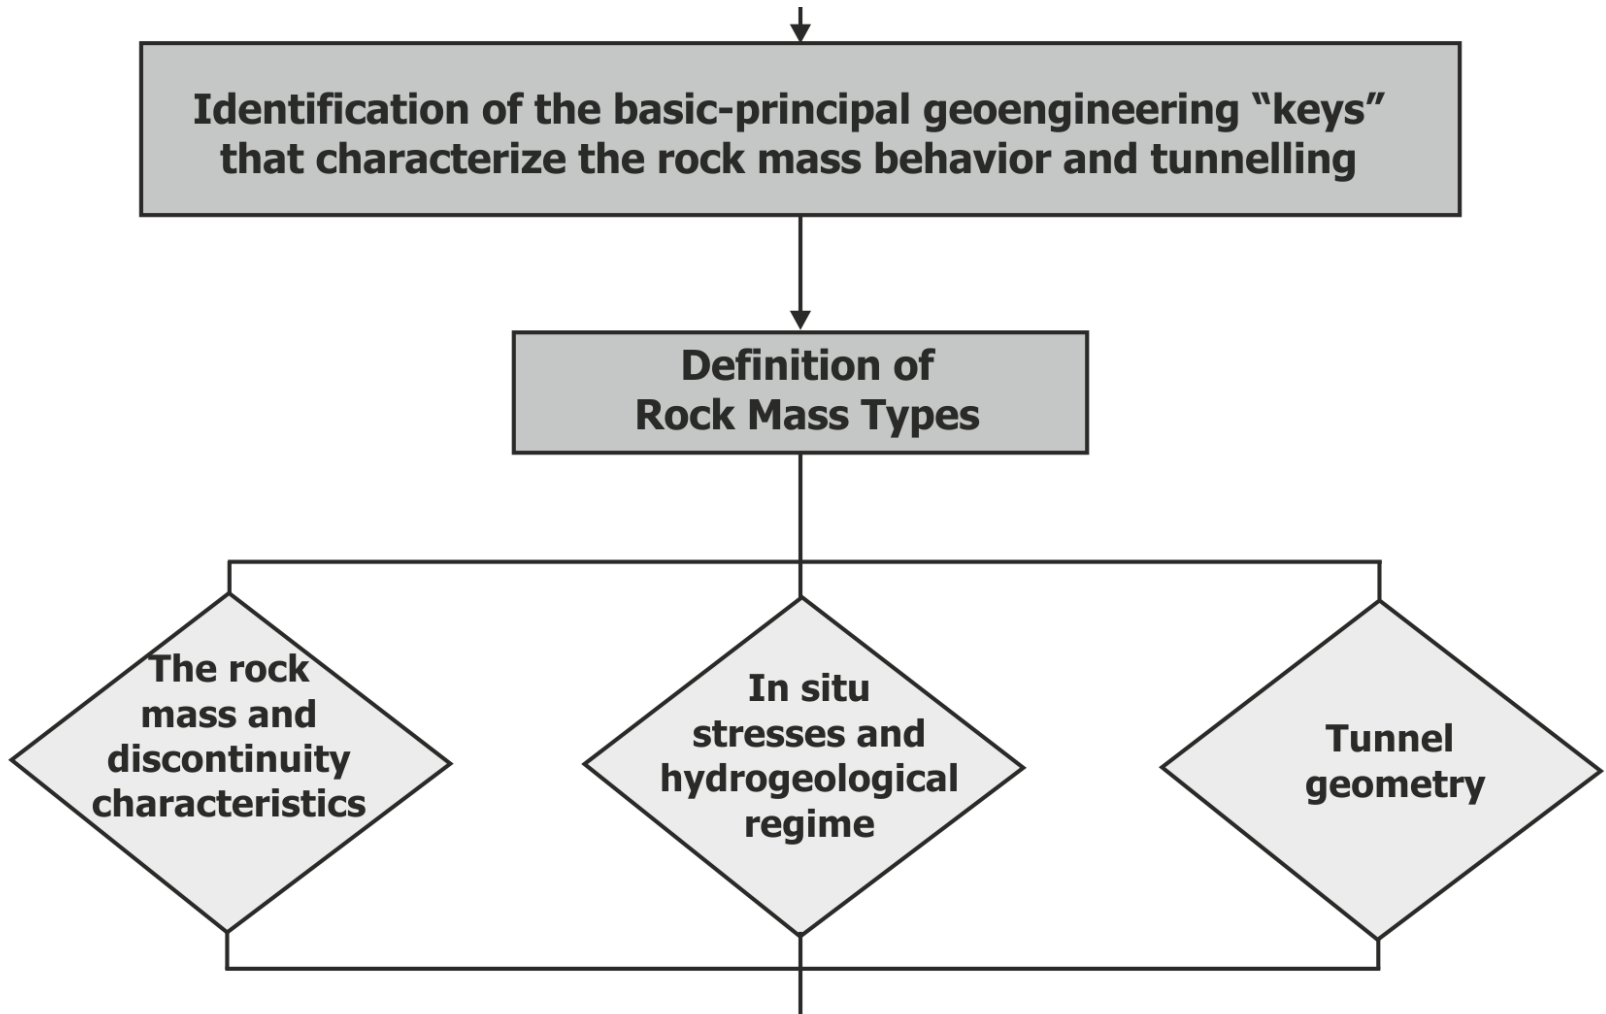 Identification of the basic-principal geoengineering “keys”
that characterize the rock mass behavior and tunnelling
Definition of
Rock Mass Types
The rock
mass and
discontinuity
characteristics
In situ
stresses and
hydrogeological
regime
Tunnel
geometry